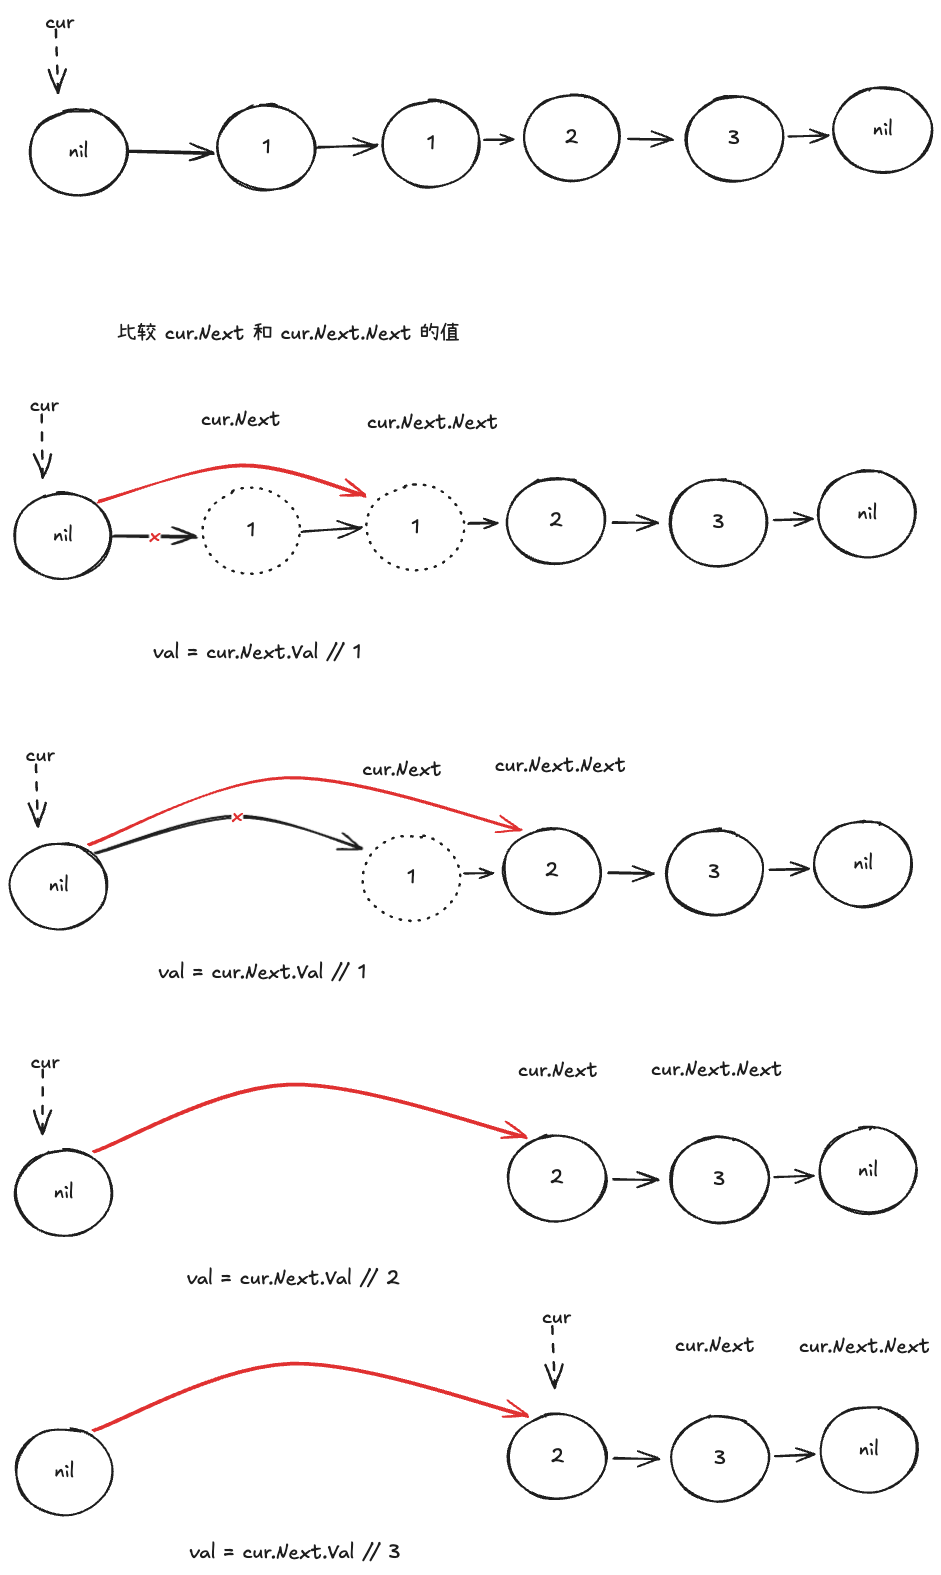 cur
nil 1 1 2 3 nil
比较 cur.Next 和 cur.Next.Next 的值
cur
cur.Next cur.Next.Next
nil × 1 1 2 3 nil
val = cur.Next.Val // 1
cur
cur.Next cur.Next.Next
×
nil 1 2 3 nil
val = cur.Next.Val // 1
cur
cur.Next cur.Next.Next
nil 2 3 nil
val = cur.Next.Val // 2
cur
cur.Next cur.Next.Next
nil 2 3 nil
val = cur.Next.Val // 3